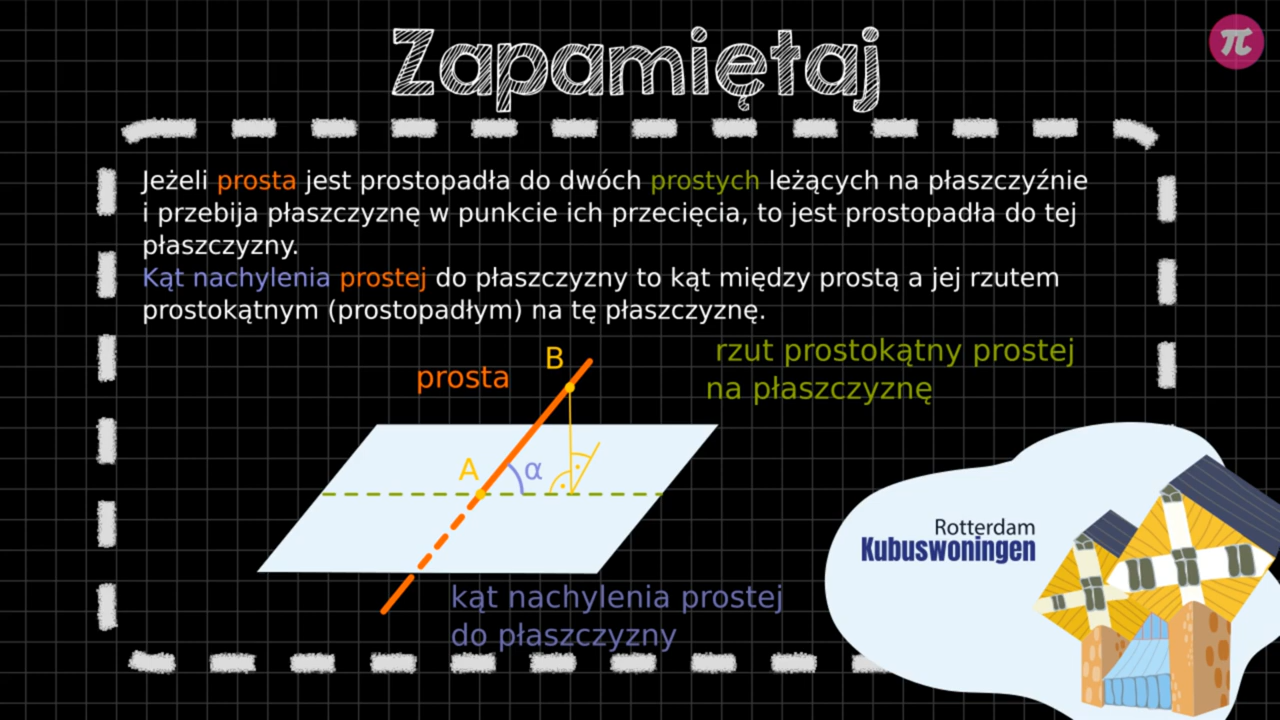 π
Zapamiętaj
Jeżeli prosta jest prostopadła do dwóch prostych leżących na płaszczyźnie
i przebija płaszczyznę w punkcie ich przecięcia, to jest prostopadła do tej
płaszczyzny.
Kąt nachylenia prostej do płaszczyzny to kąt między prostą a jej rzutem
prostokątnym (prostopadłym) na tę płaszczyznę.
rzut prostokątny prostej
na płaszczyznę
prosta
B
A
α
Rotterdam
Kubuswoningen
kąt nachylenia prostej
do płaszczyzny